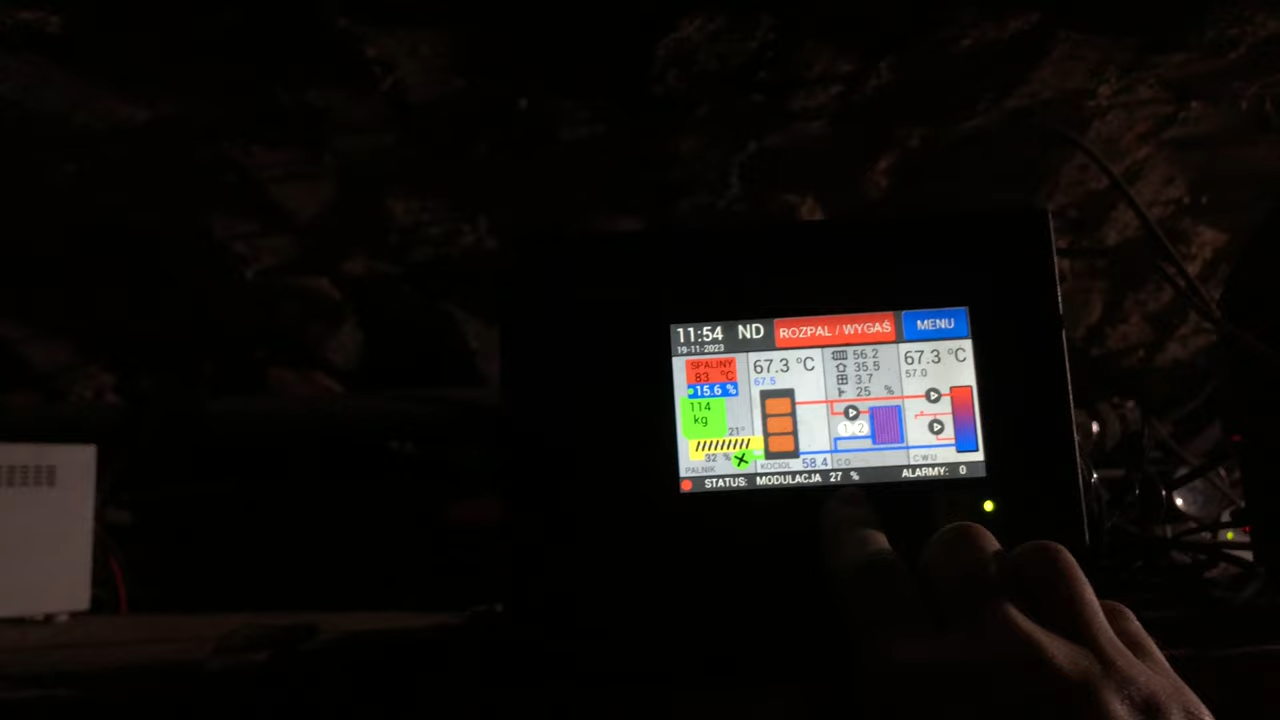 11:54 ND ROZPAL / WYGAŚ MENU
19-11-2023
SPALINY
83 °C
15.6 %
114
kg
21°
32 %
PALNIK
67.3 °C
67.5
KOCIOŁ 58.4
56.2
35.5
3.7
25 %
1 2
CO
67.3 °C
57.0
CWU
STATUS: MODULACJA 27 % ALARMY: 0